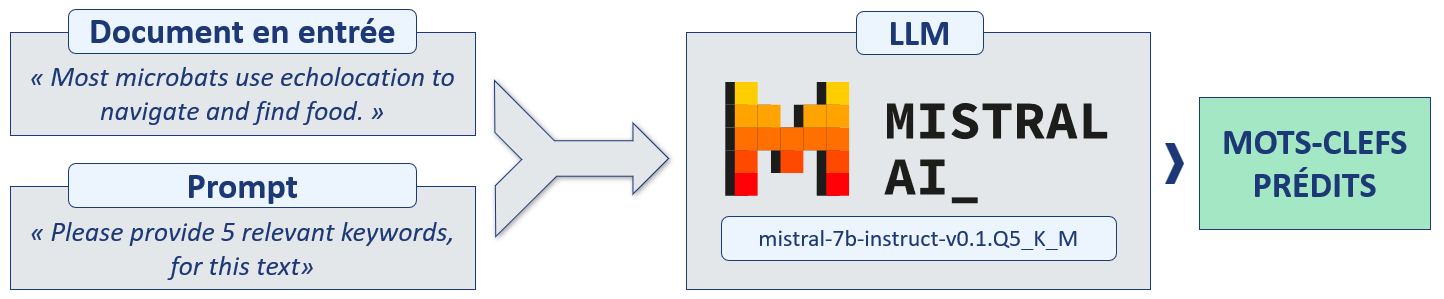 Document en entrée
« Most microbats use echolocation to
navigate and find food. »
Prompt
« Please provide 5 relevant keywords,
for this text»
LLM
MISTRAL
AI_
mistral-7b-instruct-v0.1.Q5_K_M
MOTS-CLEFS
PRÉDITS